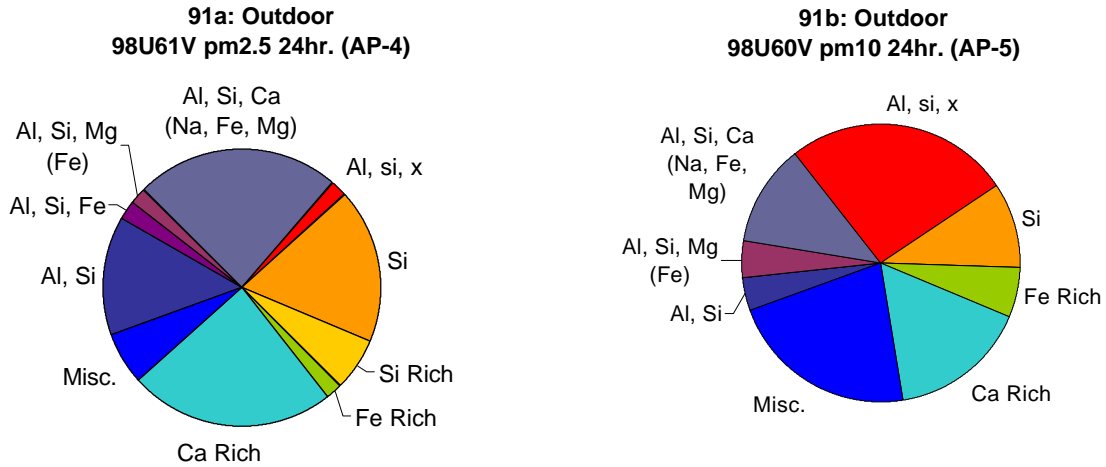 91a: Outdoor
98U61V pm2.5 24hr. (AP-4)
Al, Si, Ca
(Na, Fe, Mg)
Al, Si, Mg
(Fe)
Al, si, x
Al, Si, Fe
Si
Al, Si
Misc.
Si Rich
Fe Rich
Ca Rich
91b: Outdoor
98U60V pm10 24hr. (AP-5)
Al, si, x
Al, Si, Ca
(Na, Fe,
Mg)
Si
Al, Si, Mg
(Fe)
Fe Rich
Al, Si
Ca Rich
Misc.